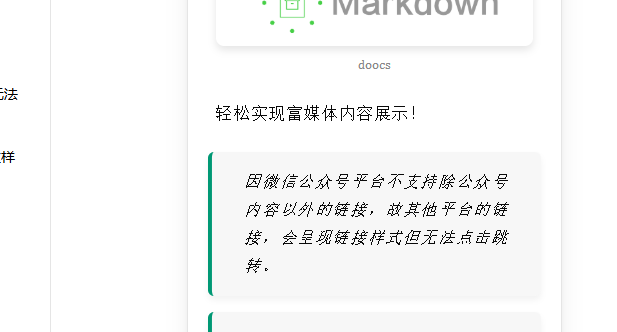 Markdown
doocs
无法
轻松实现富媒体内容展示！
样
因微信公众号平台不支持除公众号
内容以外的链接，故其他平台的链
接，会呈现链接样式但无法点击跳
转。